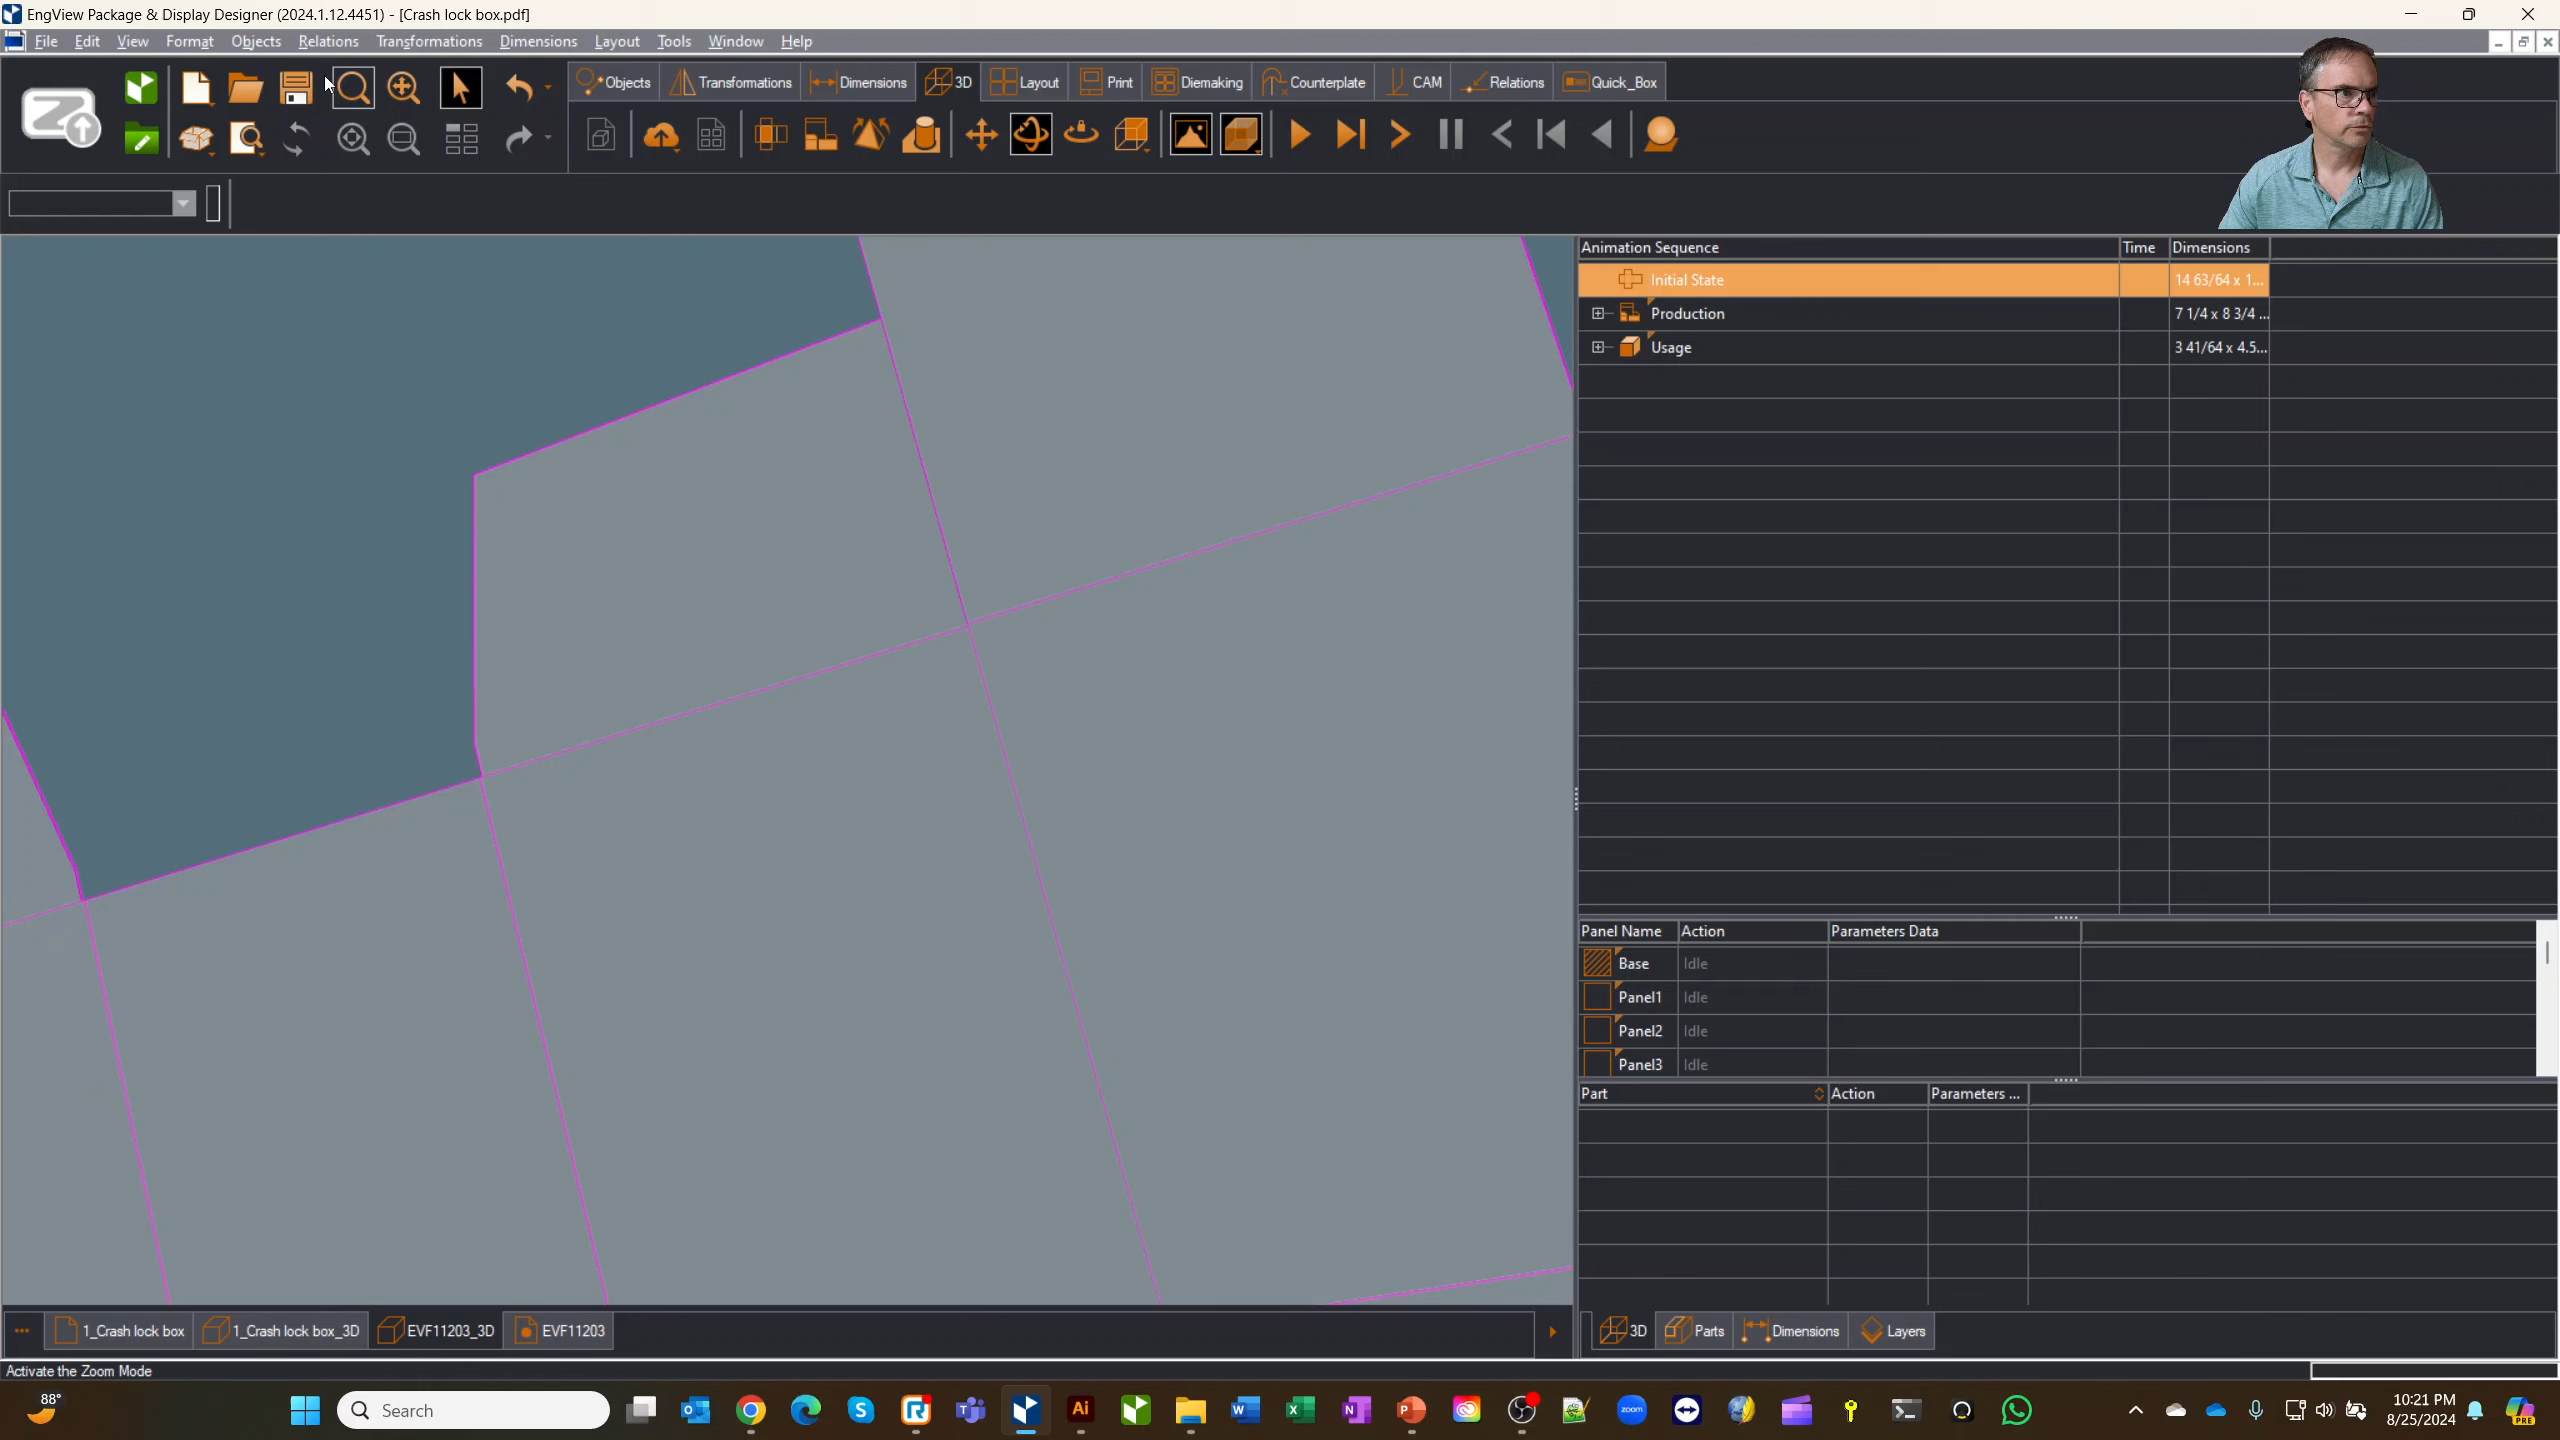 EngView Package & Display Designer (2024.1.12.4451) - [Crash lock box.pdf]
File Edit View Format Objects Relations Transformations Dimensions Layout Tools Window Help
Objects Transformations Dimensions 3D Layout Print Diemaking Counterplate CAM Relations Quick_Box
Animation Sequence Time Dimensions
Initial State 14 63/64 x 1...
Production 7 1/4 x 8 3/4 ...
Usage 3 41/64 x 4.5...
Panel Name Action Parameters Data
Base Idle
Panel1 Idle
Panel2 Idle
Panel3 Idle
Part Action Parameters ...
1_Crash lock box 1_Crash lock box_3D EVF11203_3D EVF11203
3D Parts Dimensions Layers
Activate the Zoom Mode
88°
Search
zoom
10:21 PM
8/25/2024
PRE